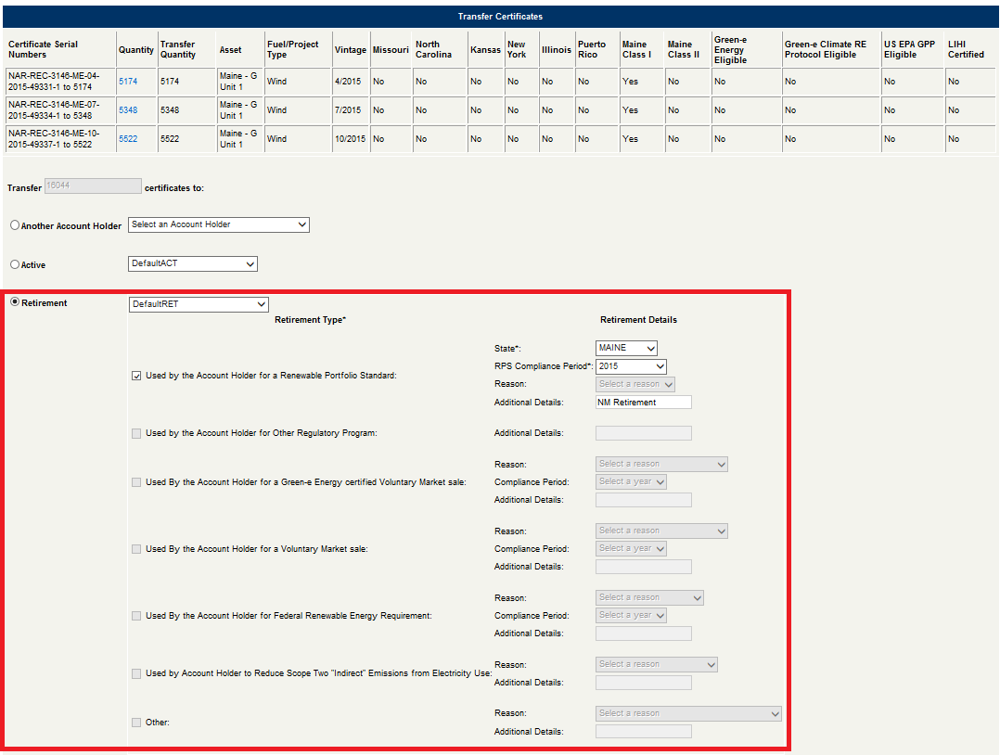 Transfer Certificates
Certificate Serial Numbers Quantity Transfer Quantity Asset Fuel/Project Type Vintage Missouri North Carolina Kansas New York Illinois Puerto Rico Maine Class I Maine Class II Green-e Energy Eligible Green-e Climate RE Protocol Eligible US EPA GPP Eligible LIHI Certified
NAR-REC-3146-ME-04-2015-49331-1 to 5174 5174 5174 Maine - G Unit 1 Wind 4/2015 No No No No No No Yes No No No No No
NAR-REC-3146-ME-07-2015-49334-1 to 5348 5348 5348 Maine - G Unit 1 Wind 7/2015 No No No No No No Yes No No No No No
NAR-REC-3146-ME-10-2015-49337-1 to 5522 5522 5522 Maine - G Unit 1 Wind 10/2015 No No No No No No Yes No No No No No
Transfer 16044 certificates to:
Another Account Holder Select an Account Holder
Active DefaultACT
Retirement DefaultRET
Retirement Type* Retirement Details
State*: MAINE
RPS Compliance Period*: 2015
Used by the Account Holder for a Renewable Portfolio Standard:
Reason: Select a reason
Additional Details: NM Retirement
Used by the Account Holder for Other Regulatory Program: Additional Details:
Reason: Select a reason
Used By the Account Holder for a Green-e Energy certified Voluntary Market sale: Compliance Period: Select a year
Additional Details:
Reason: Select a reason
Used By the Account Holder for a Voluntary Market sale: Compliance Period: Select a year
Additional Details:
Reason: Select a reason
Used By the Account Holder for Federal Renewable Energy Requirement: Compliance Period: Select a year
Additional Details:
Reason: Select a reason
Used by Account Holder to Reduce Scope Two "Indirect" Emissions from Electricity Use:
Additional Details:
Reason: Select a reason
Other:
Additional Details: